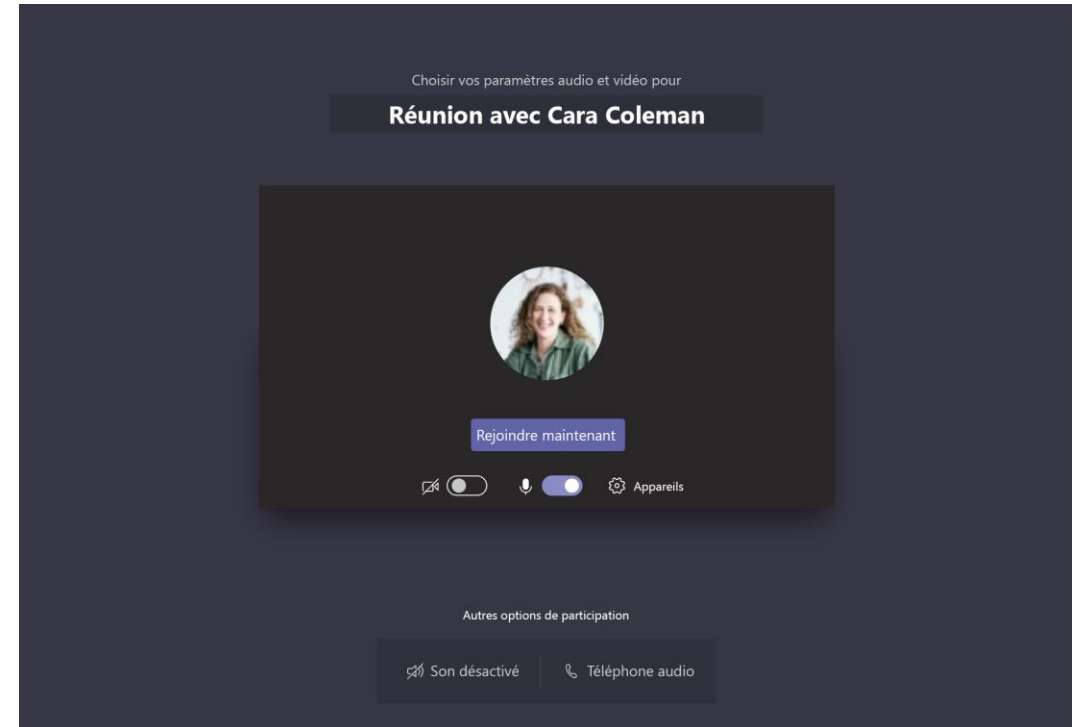 Choisir vos paramètres audio et vidéo pour
Réunion avec Cara Coleman
Rejoindre maintenant
Appareils
Autres options de participation
Son désactivé
Téléphone audio